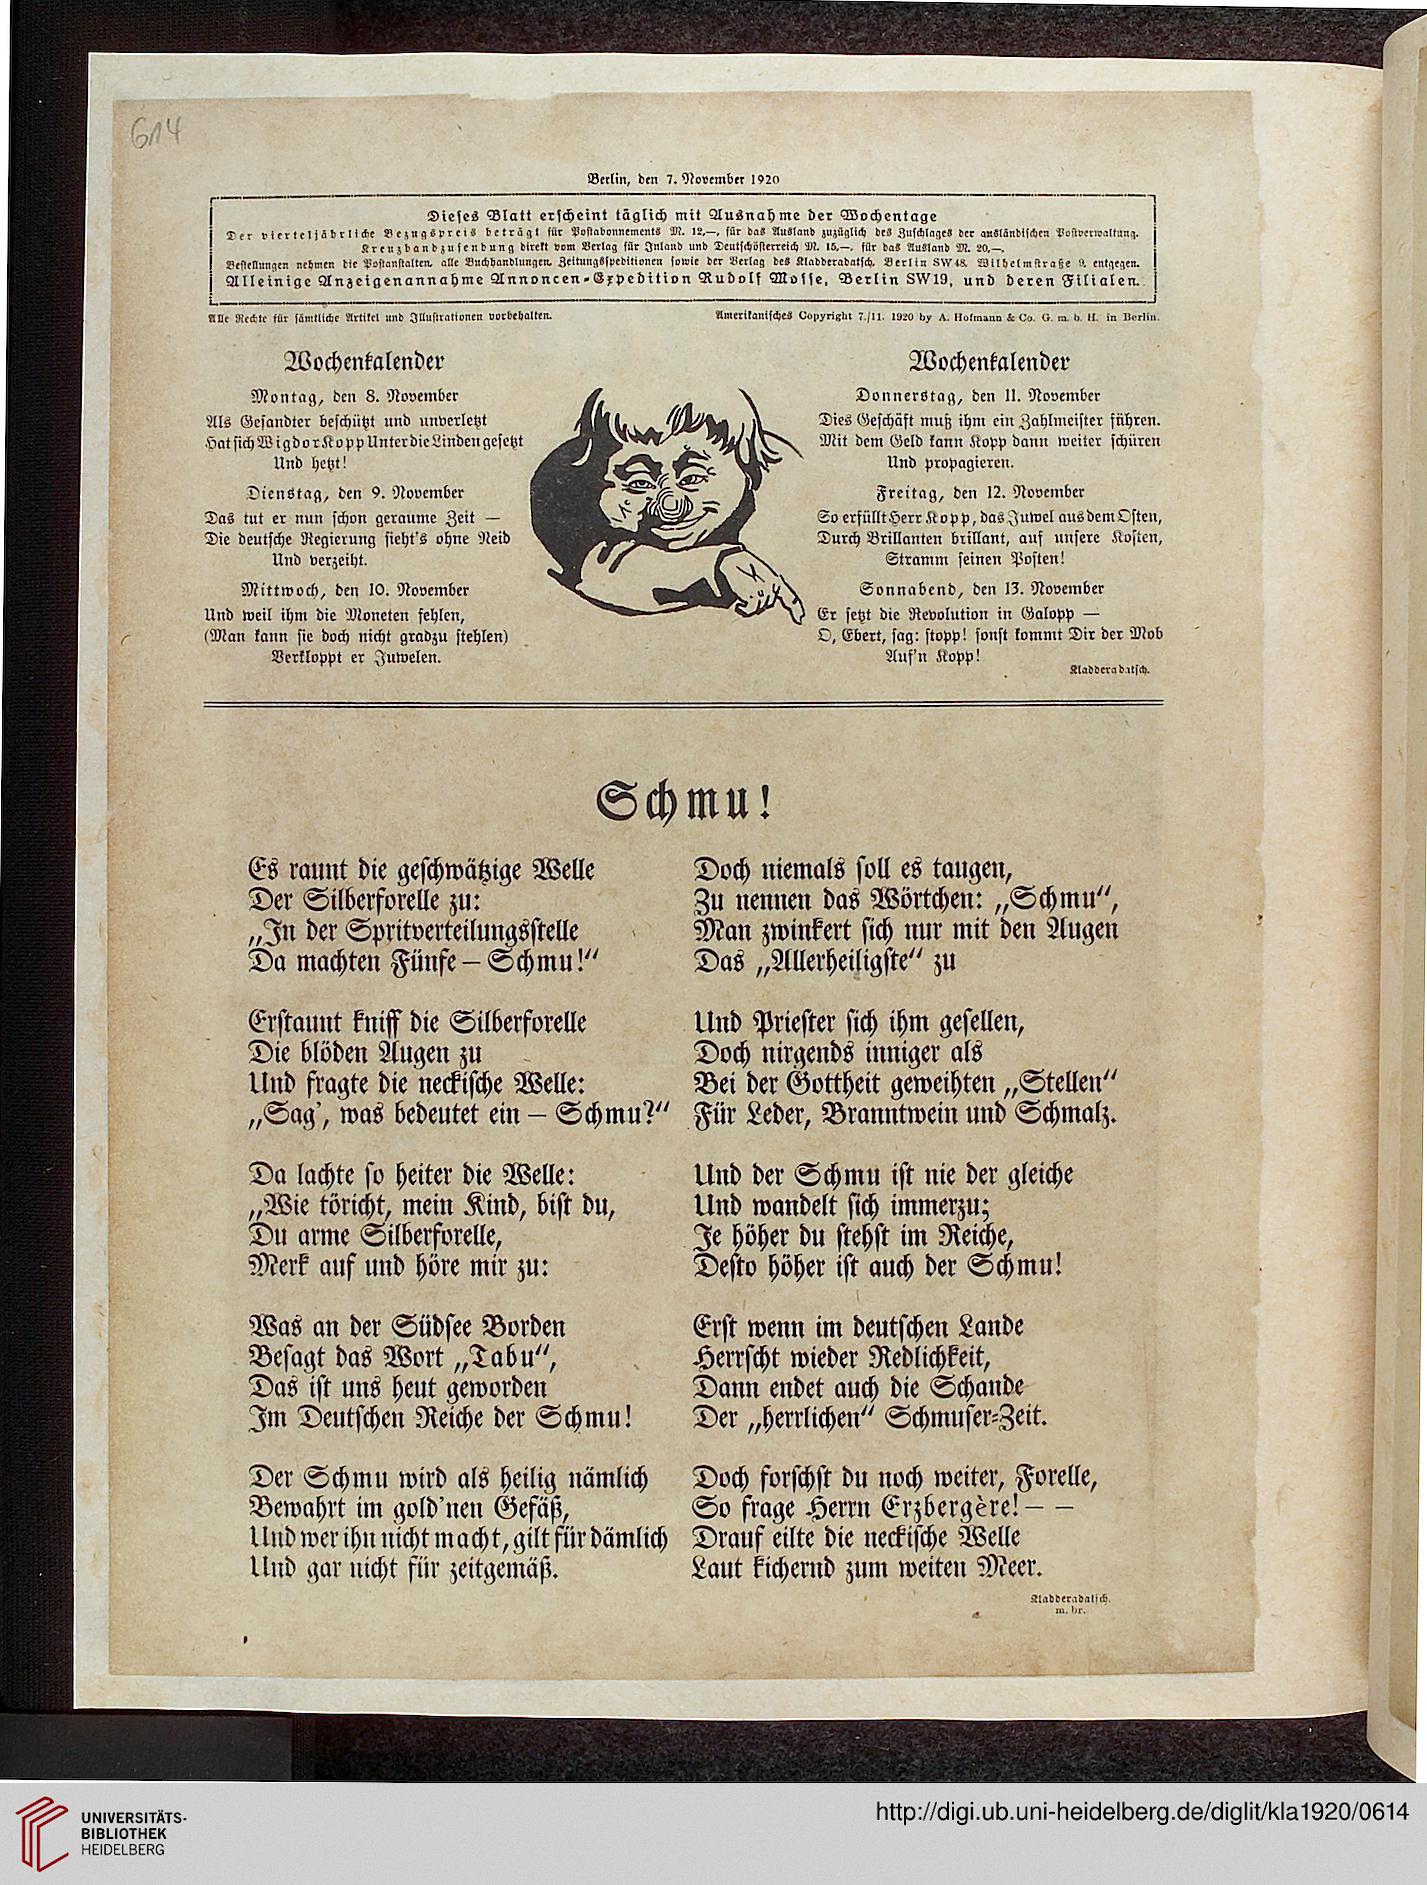 614
Berlin, den 7. November 1920
Dieses Blatt erscheint täglich mit Ausnahme der Wochentage
Der vierteljährliche Bezugspreis beträgt für Postabonnements M. 12,—, für das Ausland zuzüglich des Zuschlages der ausländischen Postverwaltung.
Kreuzbandzusendung direkt vom Verlag für Inland und Deutschösterreich M. 15,—. für das Ausland M. 20,—.
Bestellungen nehmen die Postanstalten, alle Buchhandlungen, Zeitungsspeditionen sowie der Verlag des Kladderadatsch, Berlin SW 48, Wilhelmstraße 9, entgegen.
Alleinige Anzeigenannahme Annoncen-Expedition Rudolf Mosse, Berlin SW19, und deren Filialen.
Alle Rechte für sämtliche Artikel und Illustrationen vorbehalten.
Amerikanisches Copyright 7./11. 1920 by A. Hofmann & Co. G. m. b. H. in Berlin.
Wochenkalender
Montag, den 8. November
Als Gesandter beschützt und unverletzt
Hat sich Wigdor Kopp Unter die Linden gesetzt
Und hetzt!
Dienstag, den 9. November
Das tut er nun schon geraume Zeit —
Die deutsche Regierung sieht's ohne Neid
Und verzeiht.
Mittwoch, den 10. November
Und weil ihm die Moneten fehlen,
(Man kann sie doch nicht gradzu stehlen)
Verkloppt er Juwelen.
Wochenkalender
Donnerstag, den 11. November
Dies Geschäft muß ihm ein Zahlmeister führen.
Mit dem Geld kann Kopp dann weiter schüren
Und propagieren.
Freitag, den 12. November
So erfüllt Herr Kopp, das Juwel aus dem Osten,
Durch Brillanten brillant, auf unsere Kosten,
Stramm seinen Posten!
Sonnabend, den 13. November
Er setzt die Revolution in Galopp —
O, Ebert, sag: stopp! sonst kommt Dir der Mob
Auf'n Kopp!
Kladderadatsch.
Schmu!
Es raunt die geschwätzige Welle
Der Silberforelle zu:
„In der Spritverteilungsstelle
Da machten Fünfe – Schmu!“
Erstaunt kniff die Silberforelle
Die blöden Augen zu
Und fragte die neckische Welle:
„Sag', was bedeutet ein – Schmu?“
Da lachte so heiter die Welle:
„Wie töricht, mein Kind, bist du,
Du arme Silberforelle,
Merk auf und höre mir zu:
Was an der Südsee Borden
Besagt das Wort „Tabu“,
Das ist uns heut geworden
Im Deutschen Reiche der Schmu!
Der Schmu wird als heilig nämlich
Bewahrt im gold'nen Gefäß,
Und wer ihn nicht macht, gilt für dämlich
Und gar nicht für zeitgemäß.
Doch niemals soll es taugen,
Zu nennen das Wörtchen: „Schmu“,
Man zwinkert sich nur mit den Augen
Das „Allerheiligste“ zu
Und Priester sich ihm gesellen,
Doch nirgends inniger als
Bei der Gottheit geweihten „Stellen“
Für Leder, Branntwein und Schmalz.
Und der Schmu ist nie der gleiche
Und wandelt sich immerzu;
Je höher du stehst im Reiche,
Desto höher ist auch der Schmu!
Erst wenn im deutschen Lande
Herrscht wieder Redlichkeit,
Dann endet auch die Schande
Der „herrlichen“ Schmuser-Zeit.
Doch forschst du noch weiter, Forelle,
So frage Herrn Erzbergère! – –
Drauf eilte die neckische Welle
Laut kichernd zum weiten Meer.
Kladderadatsch.
m. br.
UNIVERSITÄTS-
BIBLIOTHEK
HEIDELBERG
http://digi.ub.uni-heidelberg.de/diglit/kla1920/0614